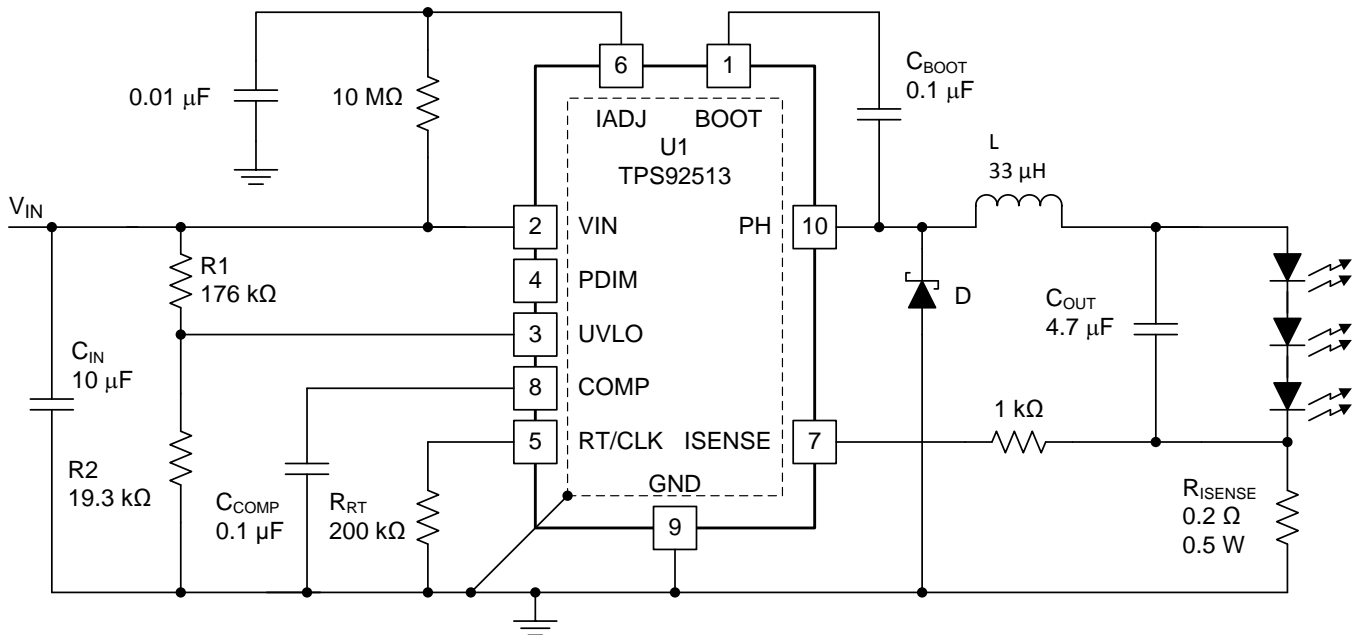 6
1
C_BOOT
0.1 μF
0.01 μF
10 MΩ
IADJ
BOOT
U1
TPS92513
L
33 μH
V_IN
2
VIN
PH
10
R1
176 kΩ
4
PDIM
D
C_OUT
4.7 μF
3
UVLO
C_IN
10 μF
8
COMP
1 kΩ
5
RT/CLK
ISENSE
7
R2
19.3 kΩ
GND
C_COMP
0.1 μF
R_RT
200 kΩ
9
R_ISENSE
0.2 Ω
0.5 W